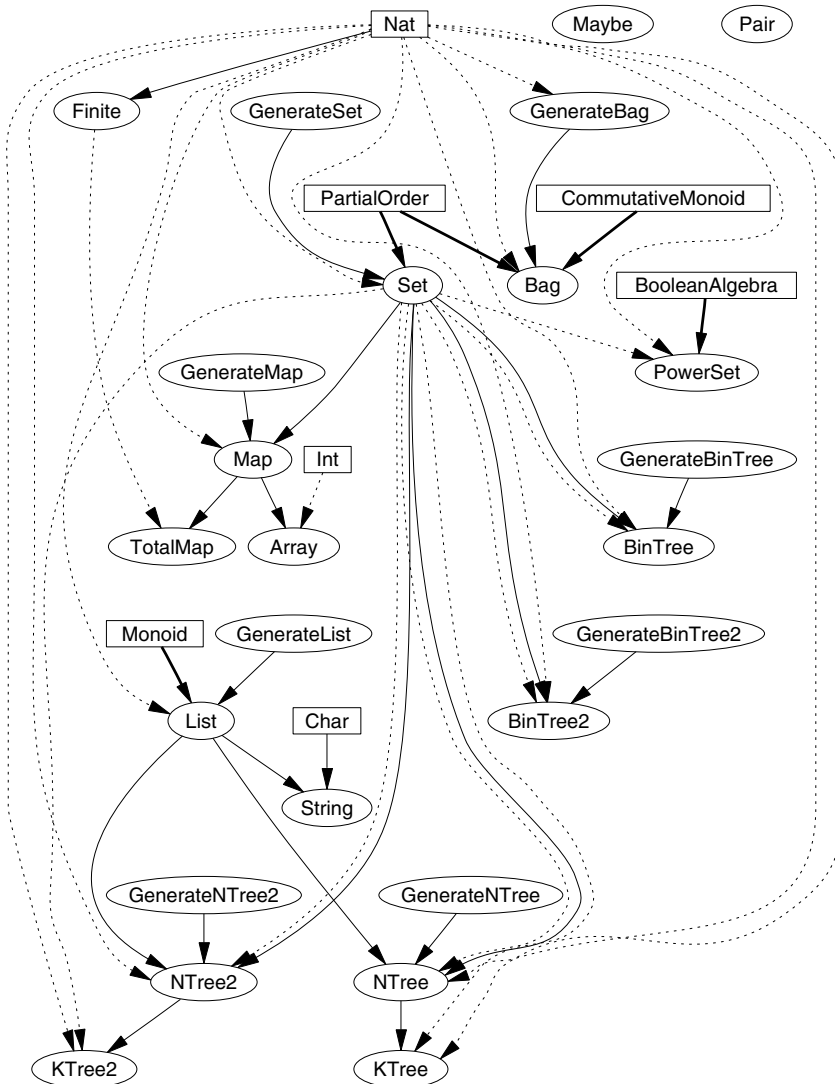 Nat
Maybe
Pair
Finite
GenerateSet
GenerateBag
PartialOrder
CommutativeMonoid
Set
Bag
BooleanAlgebra
GenerateMap
PowerSet
Map
Int
GenerateBinTree
TotalMap
Array
BinTree
Monoid
GenerateList
GenerateBinTree2
List
Char
BinTree2
String
GenerateNTree2
GenerateNTree
NTree2
NTree
KTree2
KTree